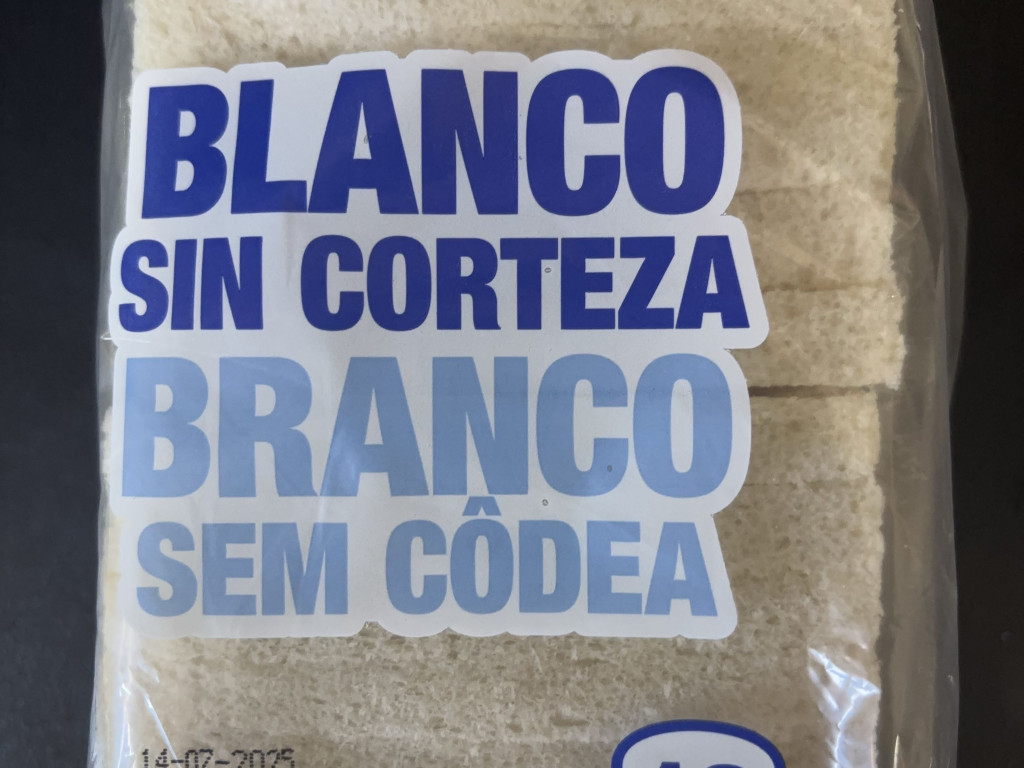 BLANCO
SIN CORTEZA
BRANCO
SEM CÔDEA
14-07-2025